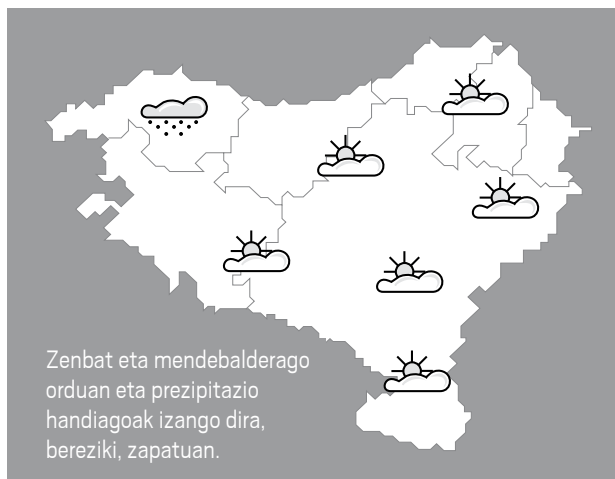 Zenbat eta mendebalderago
orduan eta prezipitazio
handiagoak izango dira,
bereziki, zapatuan.